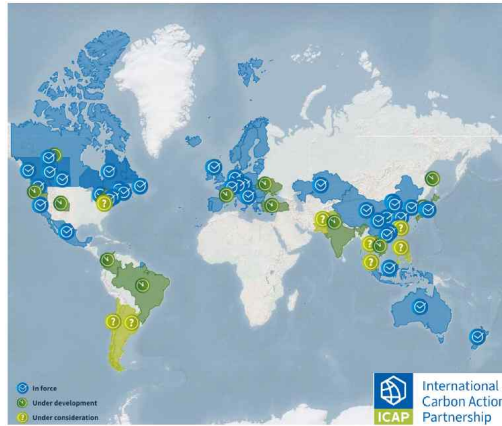 In force
Under development
Under consideration
ICAP
International
Carbon Action
Partnership